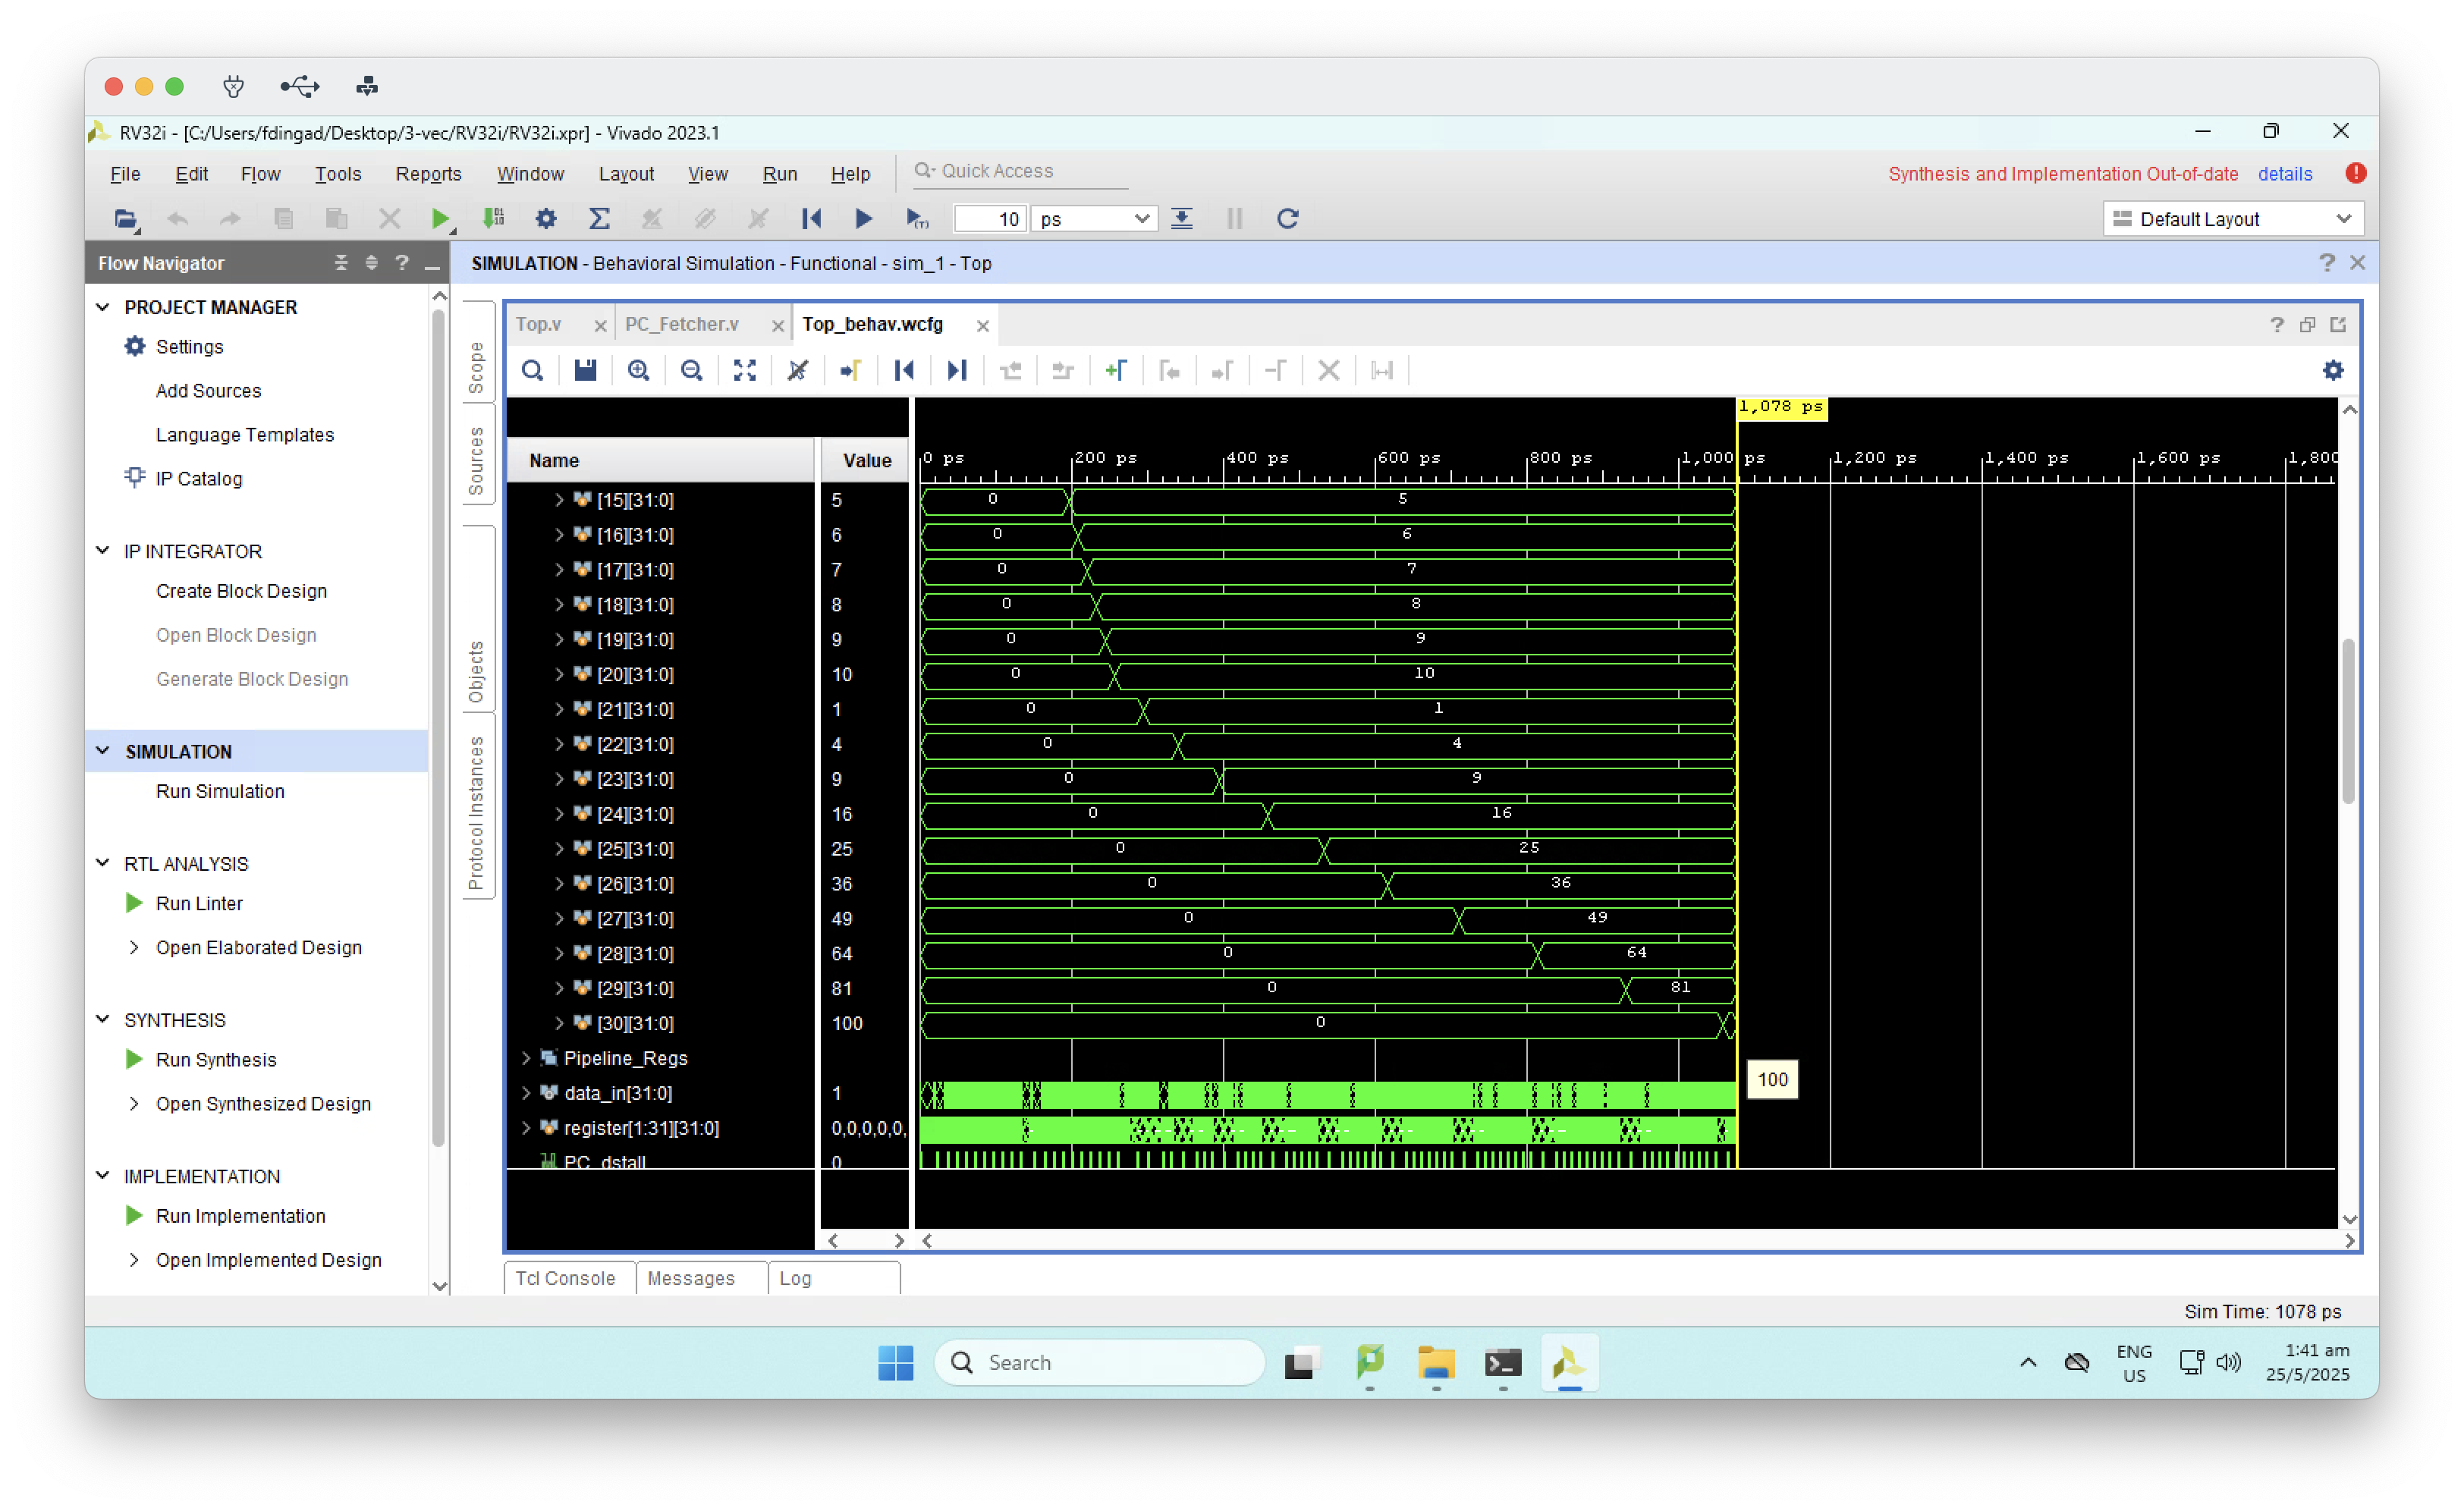 RV32i - [C:/Users/fdingad/Desktop/3-vec/RV32i/RV32i.xpr] - Vivado 2023.1
File Edit Flow Tools Reports Window Layout View Run Help Quick Access
Synthesis and Implementation Out-of-date details
10 ps
Default Layout
Flow Navigator
PROJECT MANAGER
Settings
Add Sources
Language Templates
IP Catalog
IP INTEGRATOR
Create Block Design
Open Block Design
Generate Block Design
SIMULATION
Run Simulation
RTL ANALYSIS
Run Linter
Open Elaborated Design
SYNTHESIS
Run Synthesis
Open Synthesized Design
IMPLEMENTATION
Run Implementation
Open Implemented Design
SIMULATION - Behavioral Simulation - Functional - sim_1 - Top
Scope
Sources
Objects
Protocol Instances
Top.v PC_Fetcher.v Top_behav.wcfg
1,078 ps
Name Value
0 ps 200 ps 400 ps 600 ps 800 ps 1,000 ps 1,200 ps 1,400 ps 1,600 ps 1,800
[15][31:0] 5 0 5
[16][31:0] 6 0 6
[17][31:0] 7 0 7
[18][31:0] 8 0 8
[19][31:0] 9 0 9
[20][31:0] 10 0 10
[21][31:0] 1 0 1
[22][31:0] 4 0 4
[23][31:0] 9 0 9
[24][31:0] 16 0 16
[25][31:0] 25 0 25
[26][31:0] 36 0 36
[27][31:0] 49 0 49
[28][31:0] 64 0 64
[29][31:0] 81 0 81
[30][31:0] 100 0
Pipeline_Regs
100
data_in[31:0] 1
register[1:31][31:0] 0,0,0,0,0,
PC_dstall 0
Tcl Console Messages Log
Sim Time: 1078 ps
Search
ENG
US
1:41 am
25/5/2025